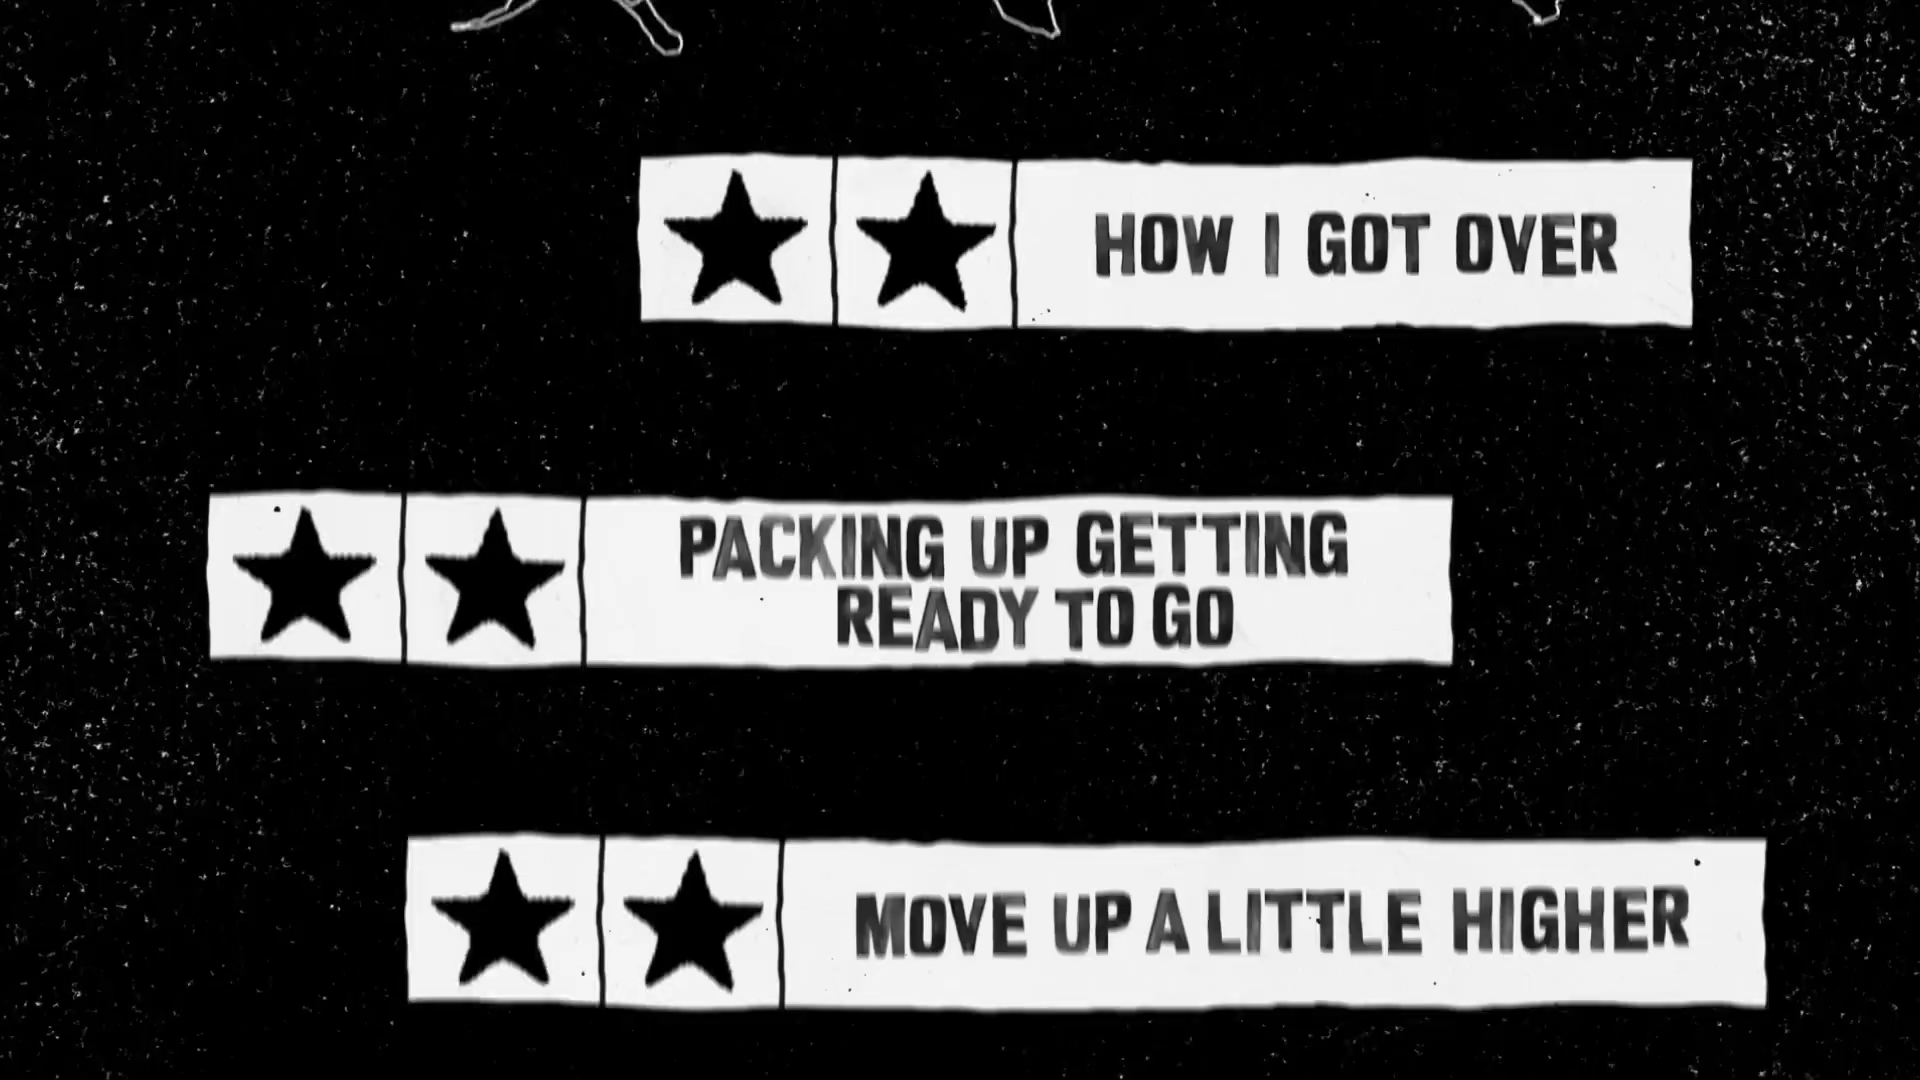 HOW I GOT OVER
PACKING UP GETTING
READY TO GO
MOVE UP A LITTLE HIGHER